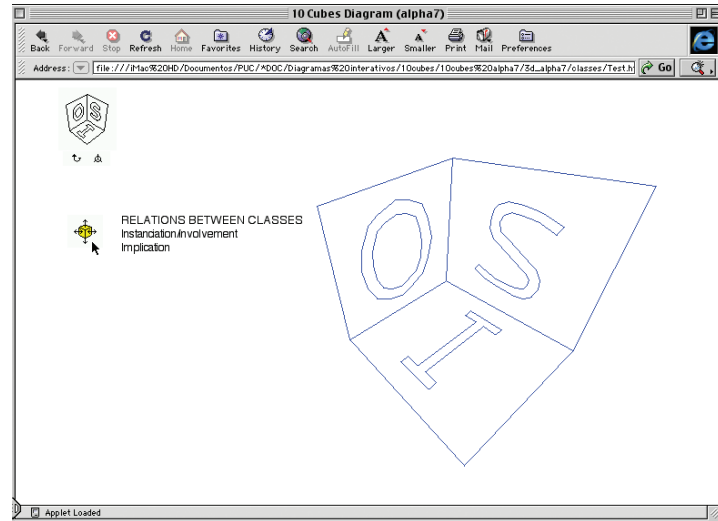 10 Cubes Diagram (alpha7)
Back Forward Stop Refresh Home Favorites History Search AutoFill Larger Smaller Print Mail Preferences
Address: file:///iMac%20HD/Documentos/PUC/*DOC/Diagramas%20interativos/10cubes/10cubes%20alpha7/3d_alpha7/classes/Test.h Go
O S
I
RELATIONS BETWEEN CLASSES
Instanciation/Involvement
Implication
O S
I
Applet Loaded